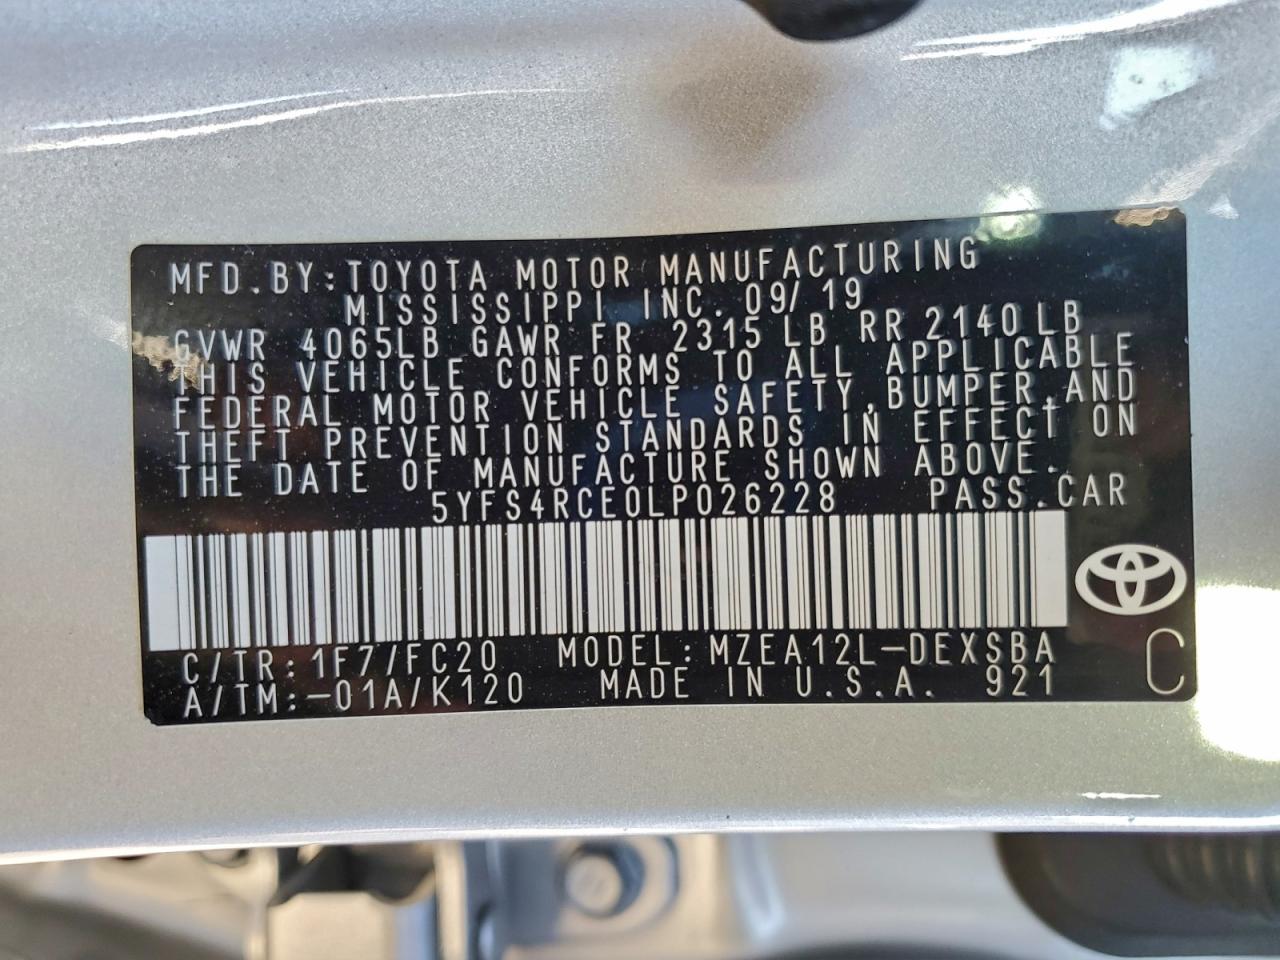 MFD.BY:TOYOTA MOTOR MANUFACTURING
MISSISSIPPI INC. 09/19
GVWR 4065LB GAWR FR 2315 LB RR 2140 LB
THIS VEHICLE CONFORMS TO ALL APPLICABLE
FEDERAL MOTOR VEHICLE SAFETY,BUMPER,AND
THEFT PREVENTION STANDARDS IN EFFECT ON
THE DATE OF MANUFACTURE SHOWN ABOVE.
5YFS4RCE0LP026228 PASS.CAR
C/TR:1F7/FC20 MODEL:MZEA12L-DEXSBA
A/TM:-01A/K120 MADE IN U.S.A. 921
C